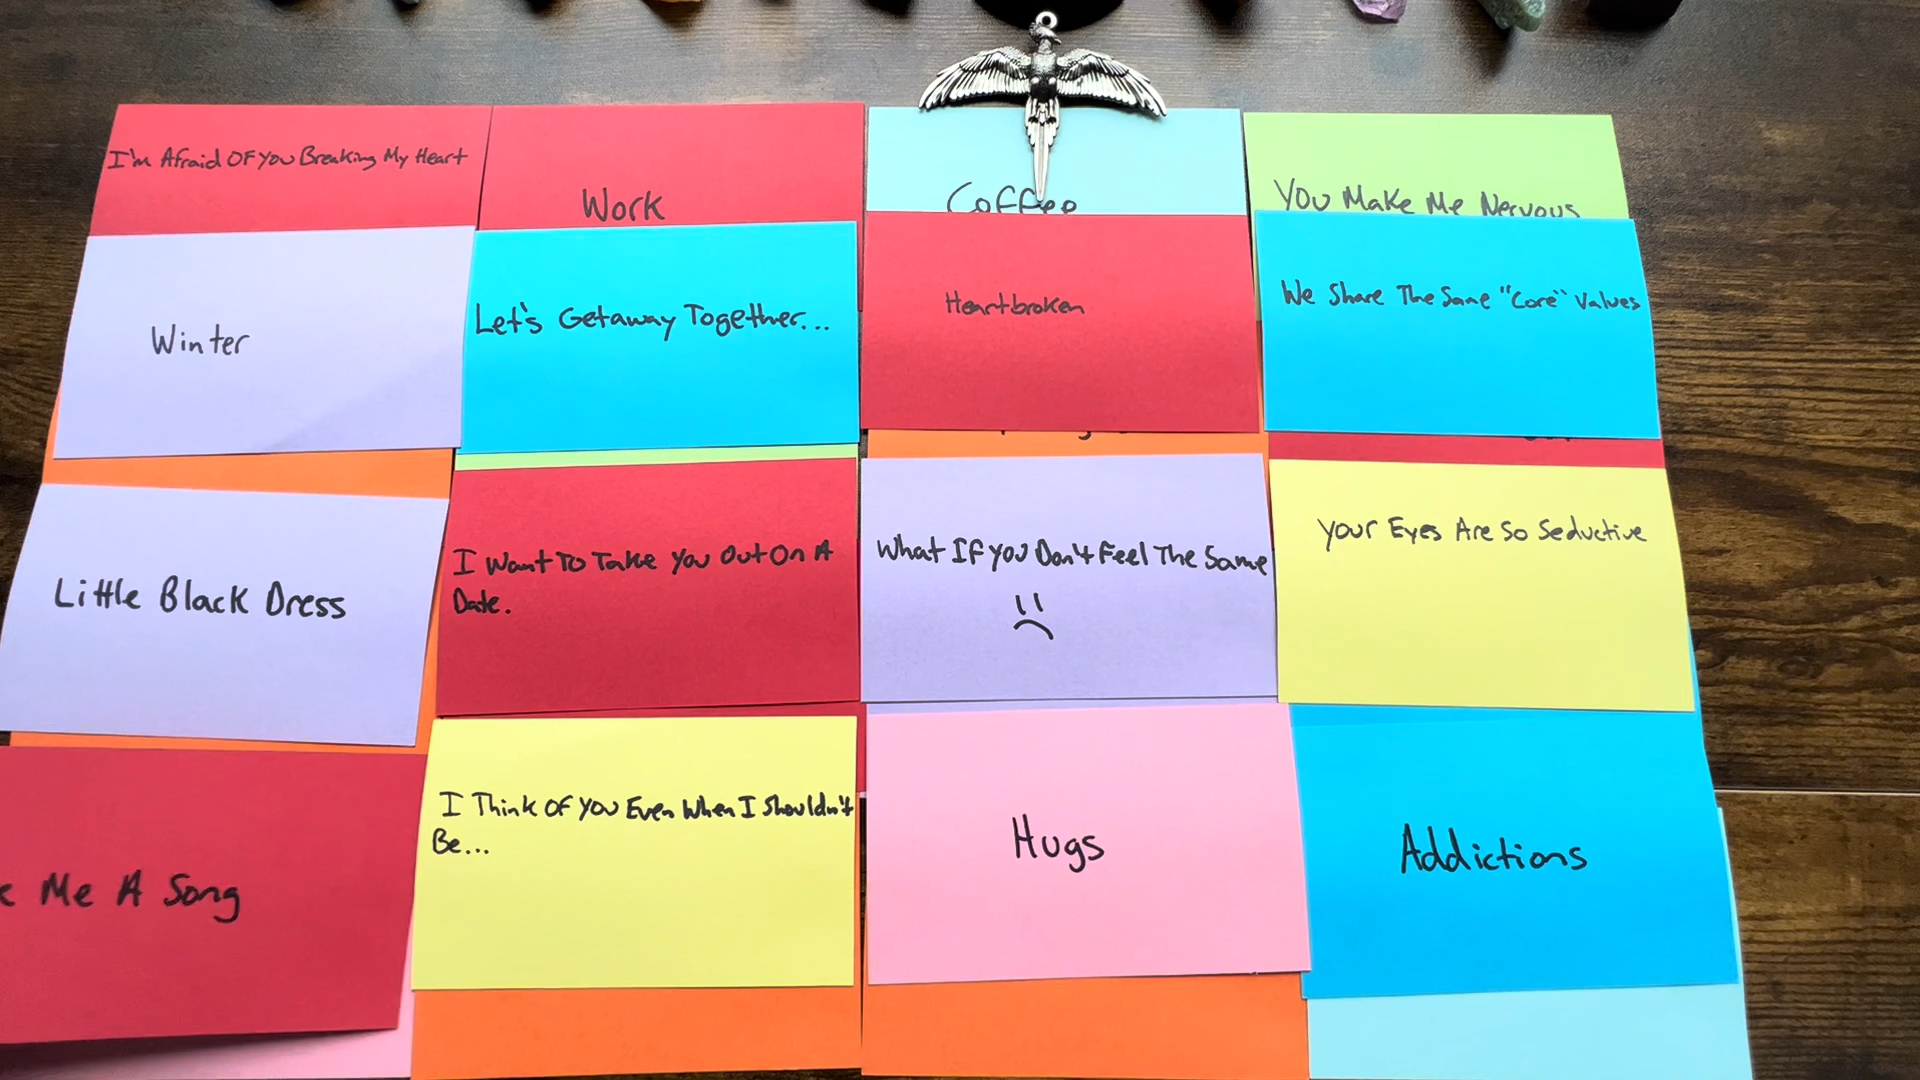 I'm Afraid Of You Breaking My Heart
Work
Coffee
You Make Me Nervous
Winter
Let's Getaway Together...
Heartbroken
We Share The Same "Core" Values
Little Black Dress
I Want To Take You Out On A
Date.
What If You Don't Feel The Same
Your Eyes Are So Seductive
Me A Song
I Think Of You Even When I Shouldn't
Be...
Hugs
Addictions